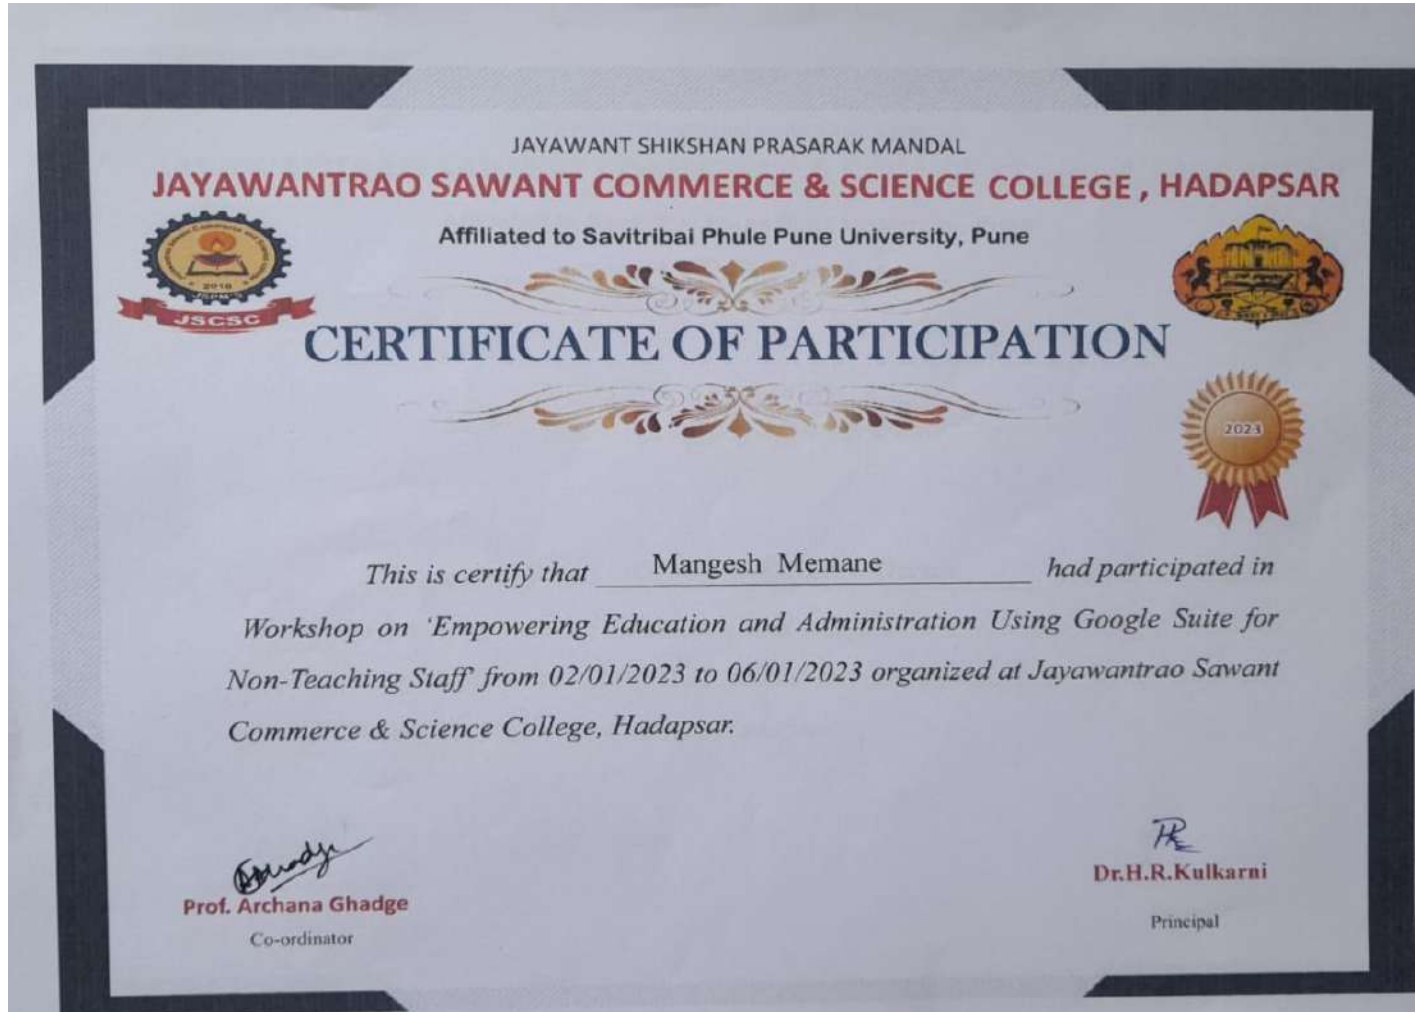 JAYAWANT SHIKSHAN PRASARAK MANDAL
JAYAWANTRAO SAWANT COMMERCE & SCIENCE COLLEGE , HADAPSAR
Affiliated to Savitribai Phule Pune University, Pune
2018
JSPM'S
JSCSC
CERTIFICATE OF PARTICIPATION
2023
This is certify that Mangesh Memane had participated in
Workshop on 'Empowering Education and Administration Using Google Suite for
Non-Teaching Staff' from 02/01/2023 to 06/01/2023 organized at Jayawantrao Sawant
Commerce & Science College, Hadapsar.
Prof. Archana Ghadge
Co-ordinator
Dr.H.R.Kulkarni
Principal